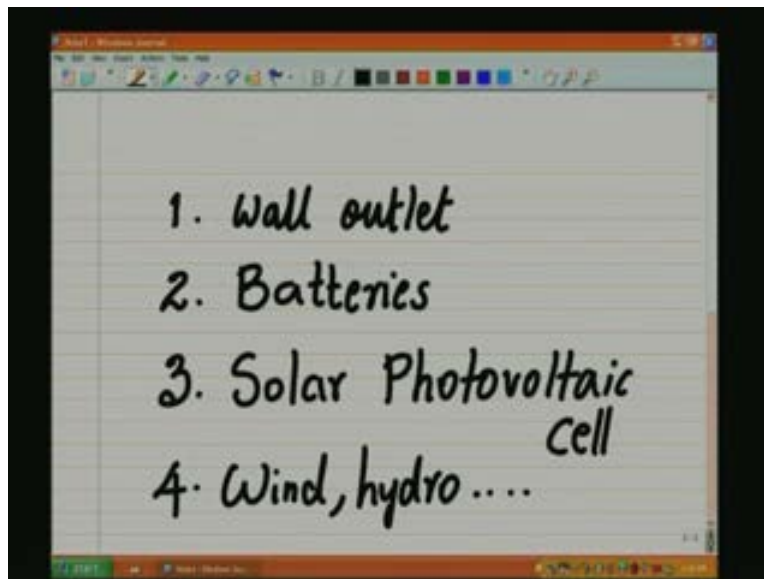 1. Wall outlet
2. Batteries
3. Solar Photovoltaic
Cell
4. Wind, hydro....